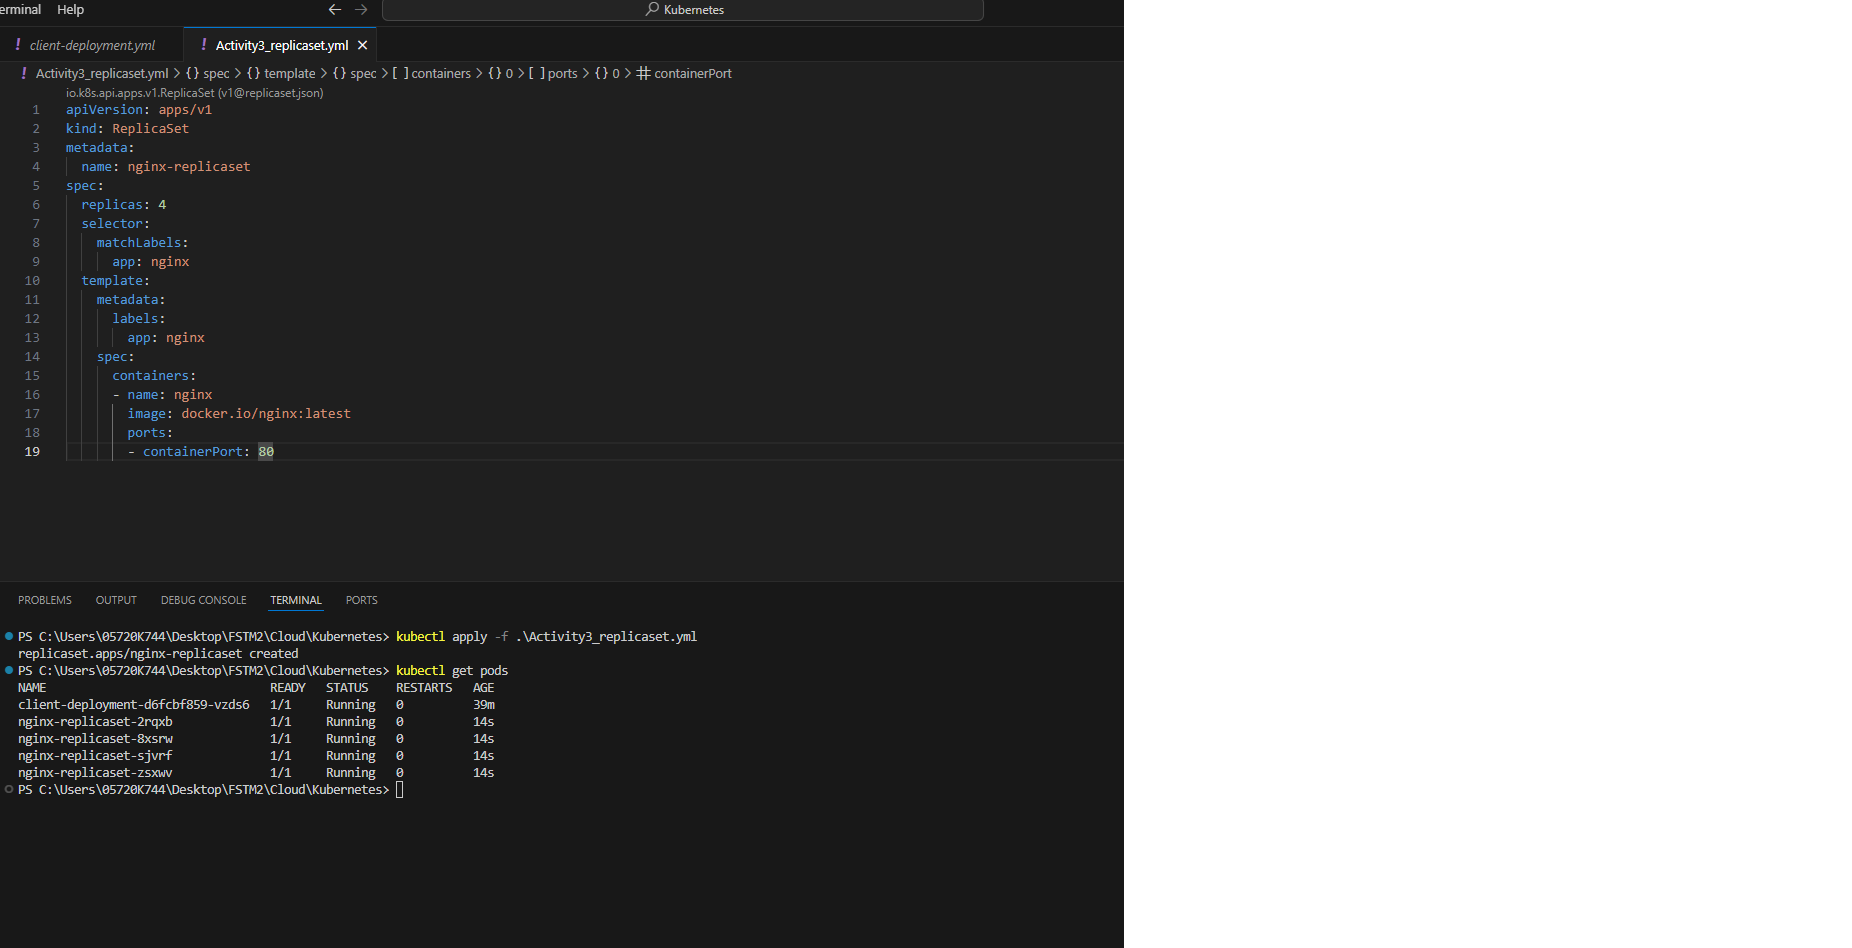 erminal Help Kubernetes
! client-deployment.yml ! Activity3_replicaset.yml
! Activity3_replicaset.yml > {} spec > {} template > {} spec > [ ] containers > {} 0 > [ ] ports > {} 0 > # containerPort
io.k8s.api.apps.v1.ReplicaSet (v1@replicaset.json)
1 apiVersion: apps/v1
2 kind: ReplicaSet
3 metadata:
4   name: nginx-replicaset
5 spec:
6   replicas: 4
7   selector:
8     matchLabels:
9       app: nginx
10   template:
11     metadata:
12       labels:
13         app: nginx
14     spec:
15       containers:
16       - name: nginx
17         image: docker.io/nginx:latest
18         ports:
19         - containerPort: 80
PROBLEMS OUTPUT DEBUG CONSOLE TERMINAL PORTS
PS C:\Users\05720K744\Desktop\FSTM2\Cloud\Kubernetes> kubectl apply -f .\Activity3_replicaset.yml
replicaset.apps/nginx-replicaset created
PS C:\Users\05720K744\Desktop\FSTM2\Cloud\Kubernetes> kubectl get pods
NAME READY STATUS RESTARTS AGE
client-deployment-d6fcbf859-vzds6 1/1 Running 0 39m
nginx-replicaset-2rqxb 1/1 Running 0 14s
nginx-replicaset-8xsrw 1/1 Running 0 14s
nginx-replicaset-sjvrf 1/1 Running 0 14s
nginx-replicaset-zsxwv 1/1 Running 0 14s
PS C:\Users\05720K744\Desktop\FSTM2\Cloud\Kubernetes>